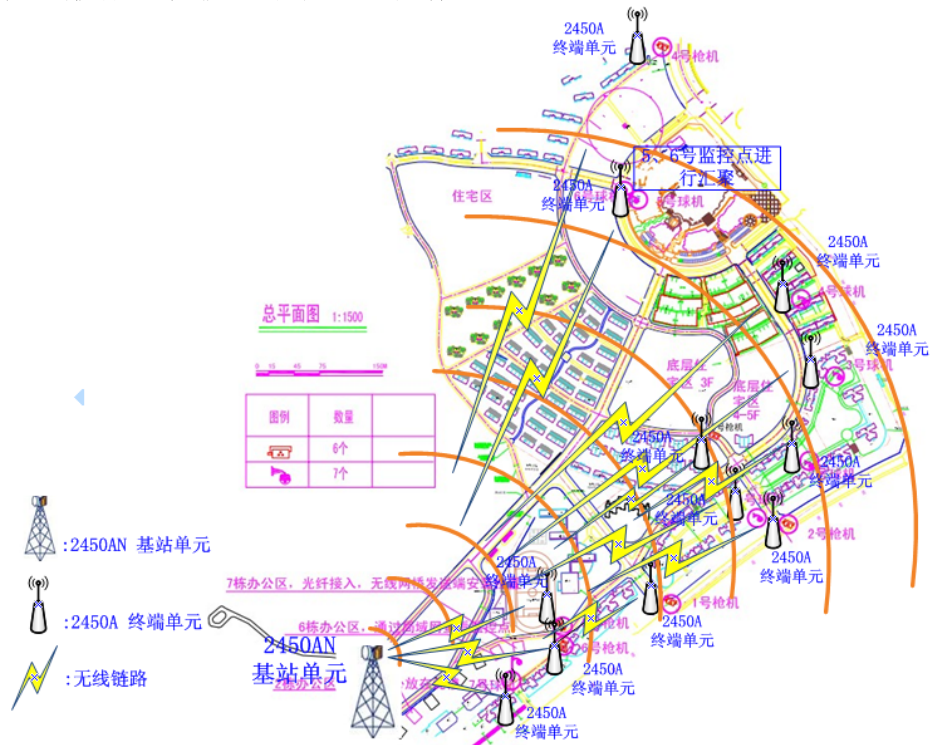 2450A
终端单元
4号枪机
5、6号监控点进
行汇聚
2450A
终端单元
住宅区
2450A
终端单元
4号球机
总平面图 1:1500
2450A
终端单元
3号球机
0 15 45 75 150M
底层住
宅区 3F
底层住
宅区
4-5F
图例 数量
6个
7个
号枪机
2450A
终端单元
2450A
终端单元
2450A
终端单元
2号枪机
2450A
终端单元
:2450AN 基站单元
2450A
终端单元
7栋办公区，光纤接入，无线网桥发送端安
1号枪机
:2450A 终端单元
6栋办公区，通过局域网
2450A
终端单元
2450AN
基站单元
6号枪机
2450A
终端单元
:无线链路
7号球
2450A
终端单元